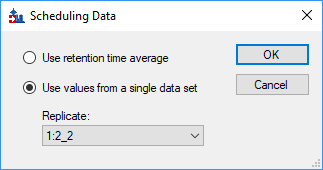 Scheduling Data
Use retention time average
OK
Use values from a single data set
Cancel
Replicate:
1:2_2